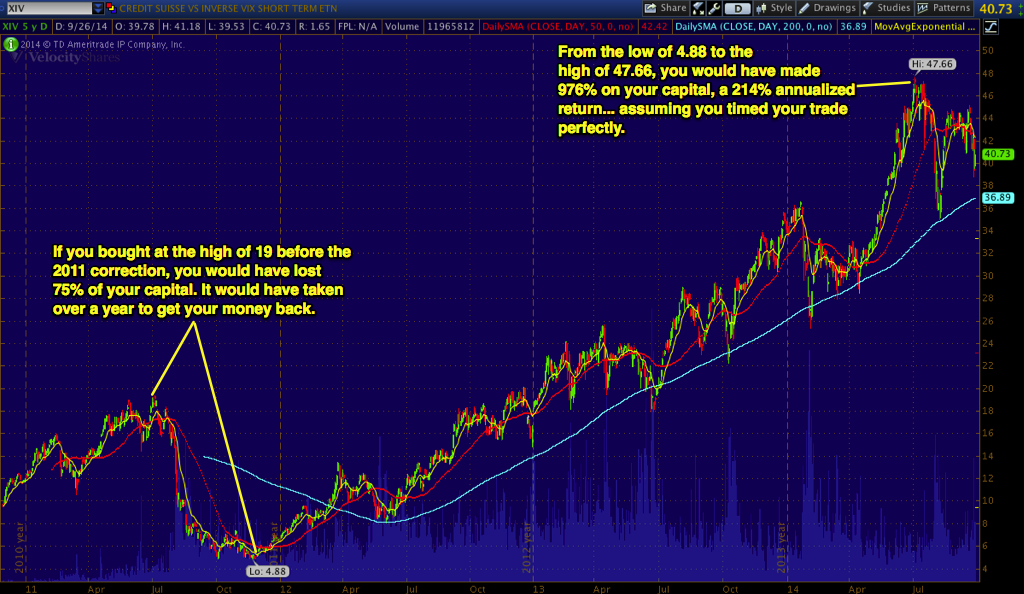 XIV
CREDIT SUISSE VS INVERSE VIX SHORT TERM ETN
Share
D
Style
Drawings
Studies
Patterns
40.73
XIV 5 y D
D: 9/26/14
O: 39.78
H: 41.18
L: 39.53
C: 40.73
R: 1.65
FPL: N/A
Volume
11965812
DailySMA (CLOSE, DAY, 50, 0, no)
42.42
DailySMA (CLOSE, DAY, 200, 0, no)
36.89
MovAvgExponential ...
2014 © TD Ameritrade IP Company, Inc.
VelocityShares
From the low of 4.88 to the
high of 47.66, you would have made
976% on your capital, a 214% annualized
return... assuming you timed your trade
perfectly.
Hi: 47.66
If you bought at the high of 19 before the
2011 correction, you would have lost
75% of your capital. It would have taken
over a year to get your money back.
Lo: 4.88
50
48
46
44
42
40.73
40
38
36.89
36
34
32
30
28
26
24
22
20
18
16
14
12
10
8
6
4
2010 year
2012 year
2013 year
11
Apr
Jul
Oct
12
Apr
Jul
Oct
13
Apr
Jul
Oct
14
Apr
Jul